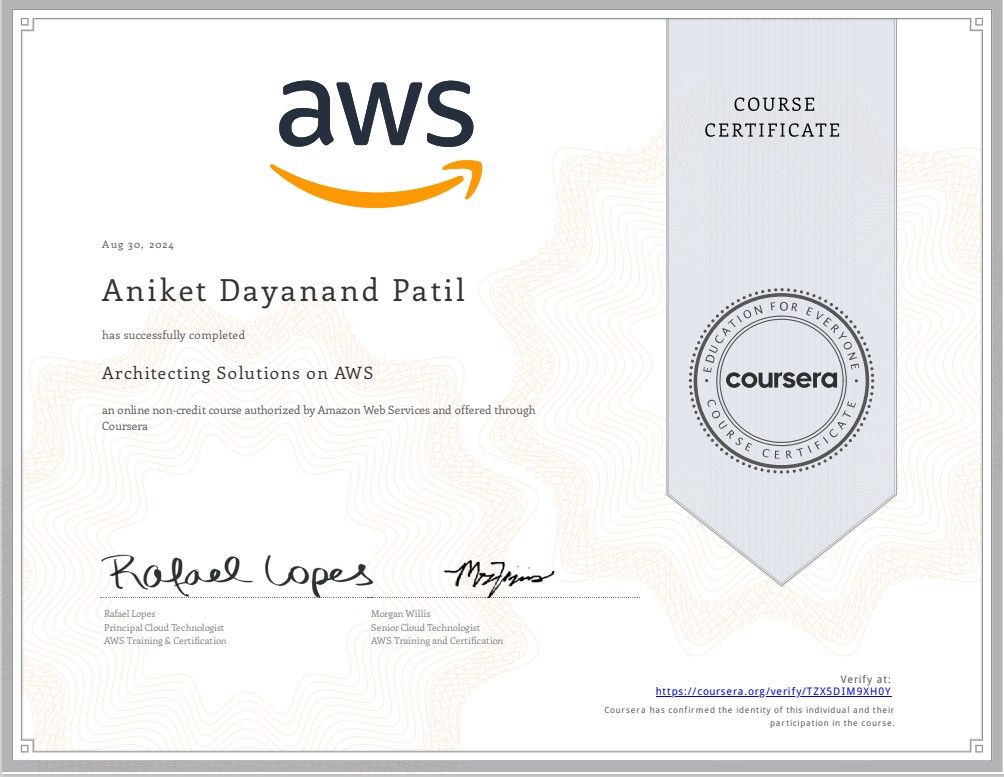 aws
COURSE
CERTIFICATE
Aug 30, 2024
Aniket Dayanand Patil
has successfully completed
Architecting Solutions on AWS
an online non-credit course authorized by Amazon Web Services and offered through
Coursera
EDUCATION FOR EVERYONE
coursera
COURSE CERTIFICATE
Rafael Lopes
Rafael Lopes
Principal Cloud Technologist
AWS Training & Certification
Morgan Willis
Senior Cloud Technologist
AWS Training and Certification
Verify at:
https://coursera.org/verify/TZX5DIM9XH0Y
Coursera has confirmed the identity of this individual and their
participation in the course.